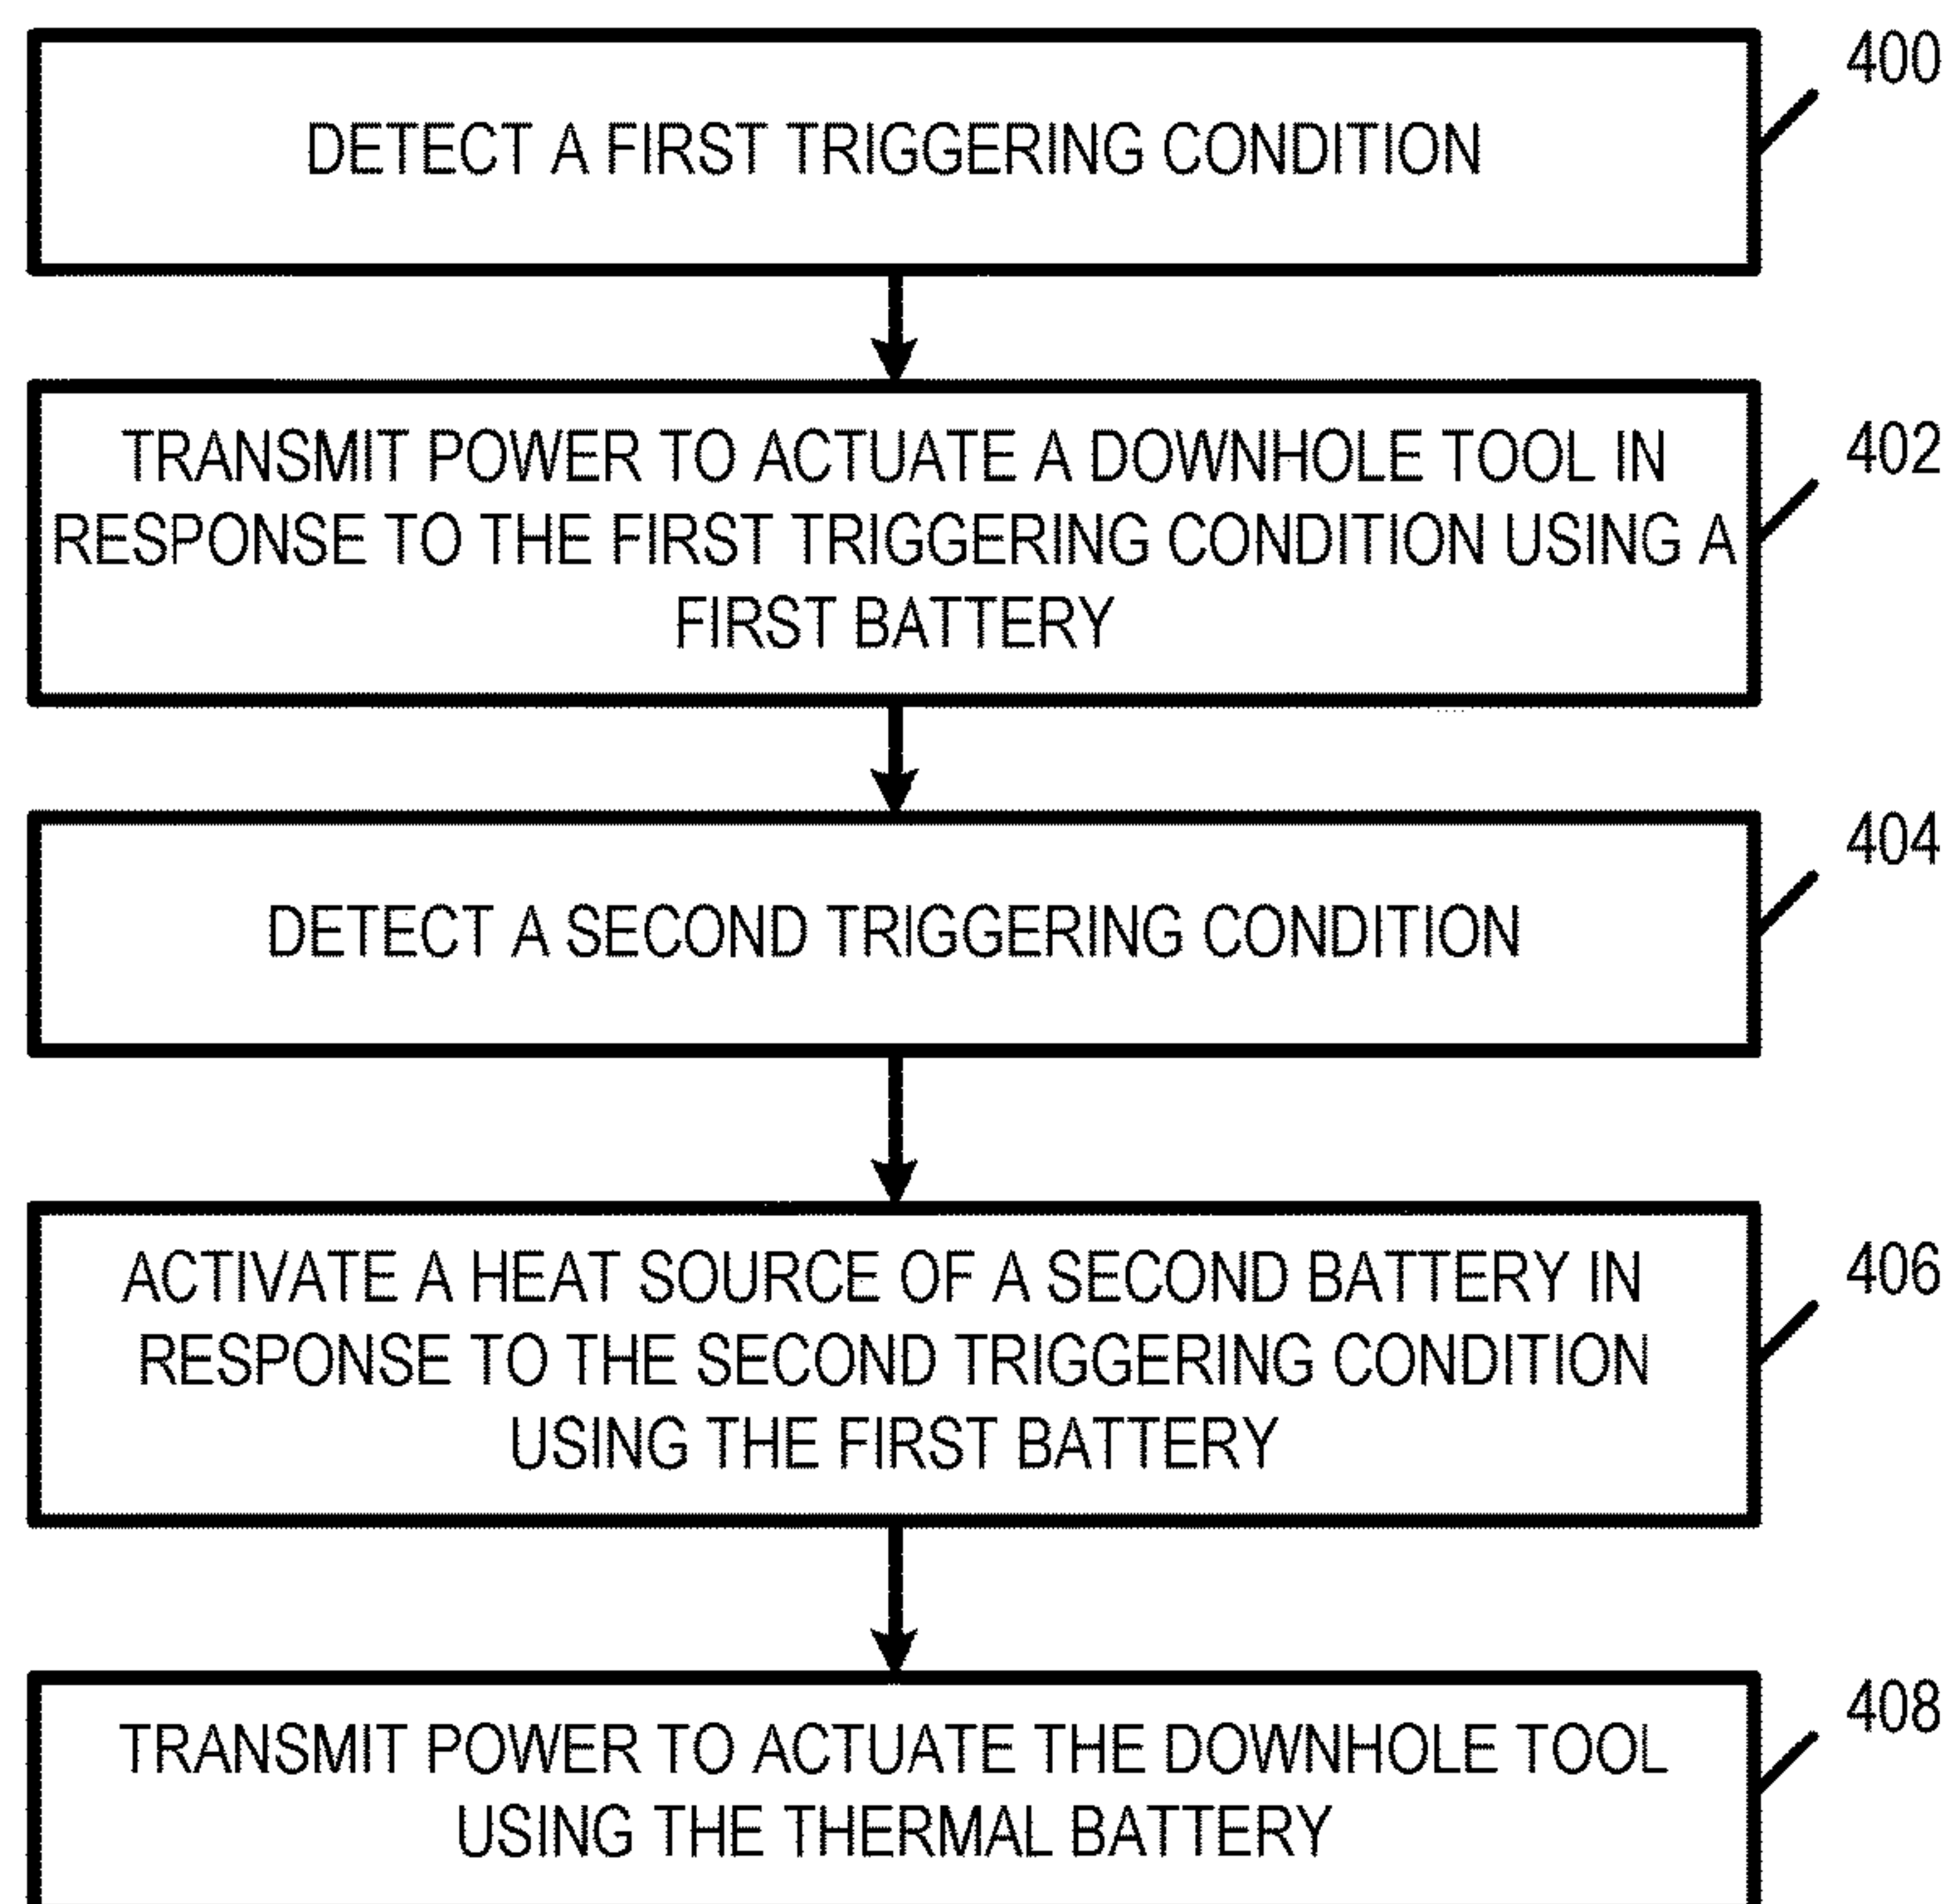 400
DETECT A FIRST TRIGGERING CONDITION
402
TRANSMIT POWER TO ACTUATE A DOWNHOLE TOOL IN
RESPONSE TO THE FIRST TRIGGERING CONDITION USING A
FIRST BATTERY
404
DETECT A SECOND TRIGGERING CONDITION
406
ACTIVATE A HEAT SOURCE OF A SECOND BATTERY IN
RESPONSE TO THE SECOND TRIGGERING CONDITION
USING THE FIRST BATTERY
408
TRANSMIT POWER TO ACTUATE THE DOWNHOLE TOOL
USING THE THERMAL BATTERY